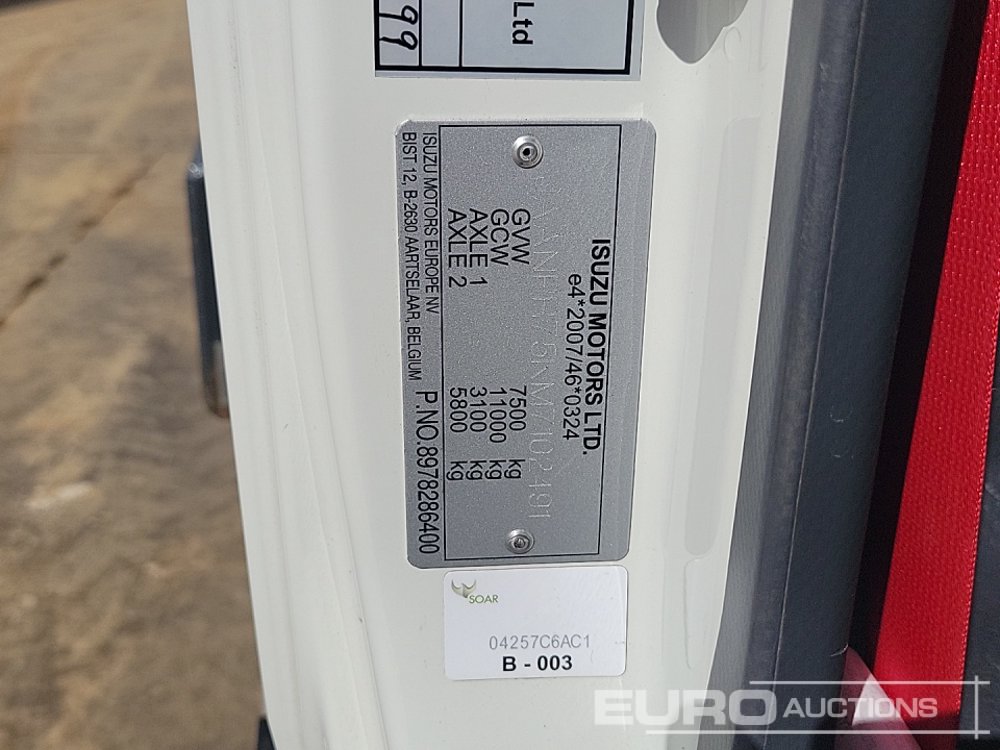 Ltd
99
ISUZU MOTORS LTD.
e4*2007/46*0324
GVW 7500 kg
GCW 11000 kg
AXLE 1 3100 kg
AXLE 2 5800 kg
ISUZU MOTORS EUROPE NV
BIST 12, B-2630 AARTSELAAR, BELGIUM
P.NO.8978286400
SOAR
04257C6AC1
B - 003
EURO AUCTIONS